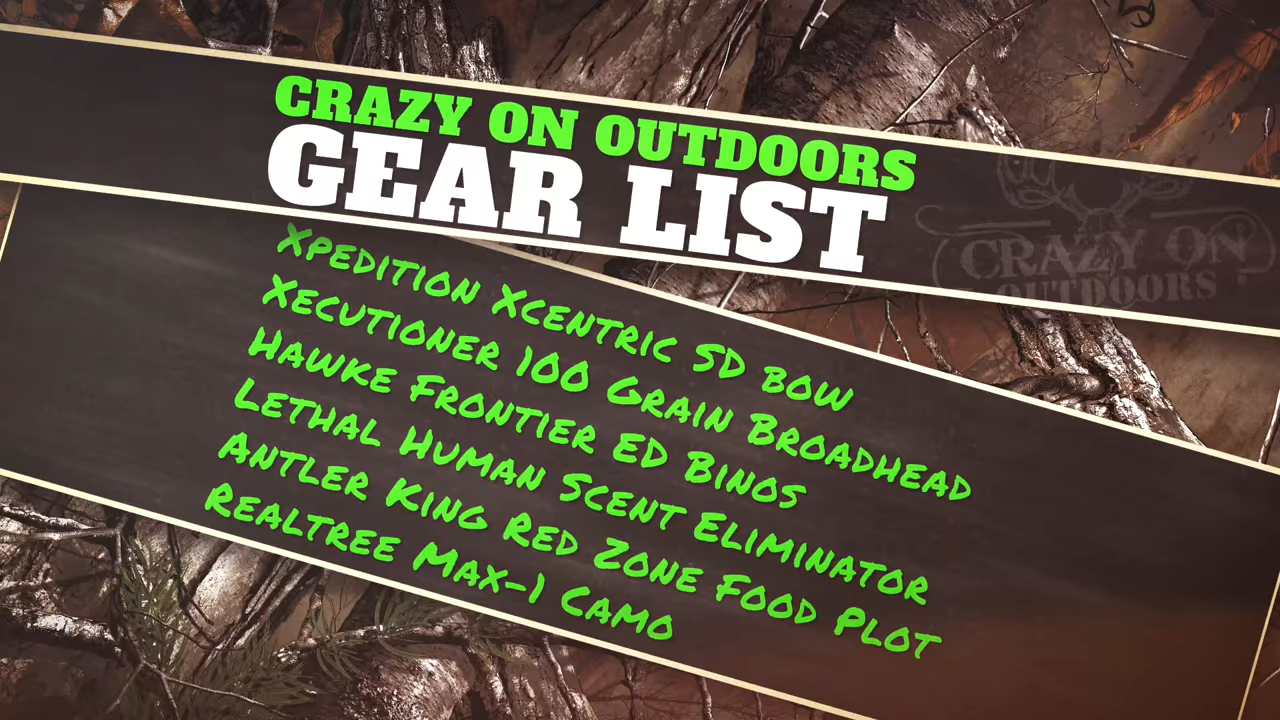 CRAZY ON OUTDOORS
GEAR LIST
CRAZY ON
OUTDOORS
XPEDITION XCENTRIC SD BOW
XECUTIONER 100 GRAIN BROADHEAD
HAWKE FRONTIER ED BINOS
LETHAL HUMAN SCENT ELIMINATOR
ANTLER KING RED ZONE FOOD PLOT
REALTREE MAX-1 CAMO